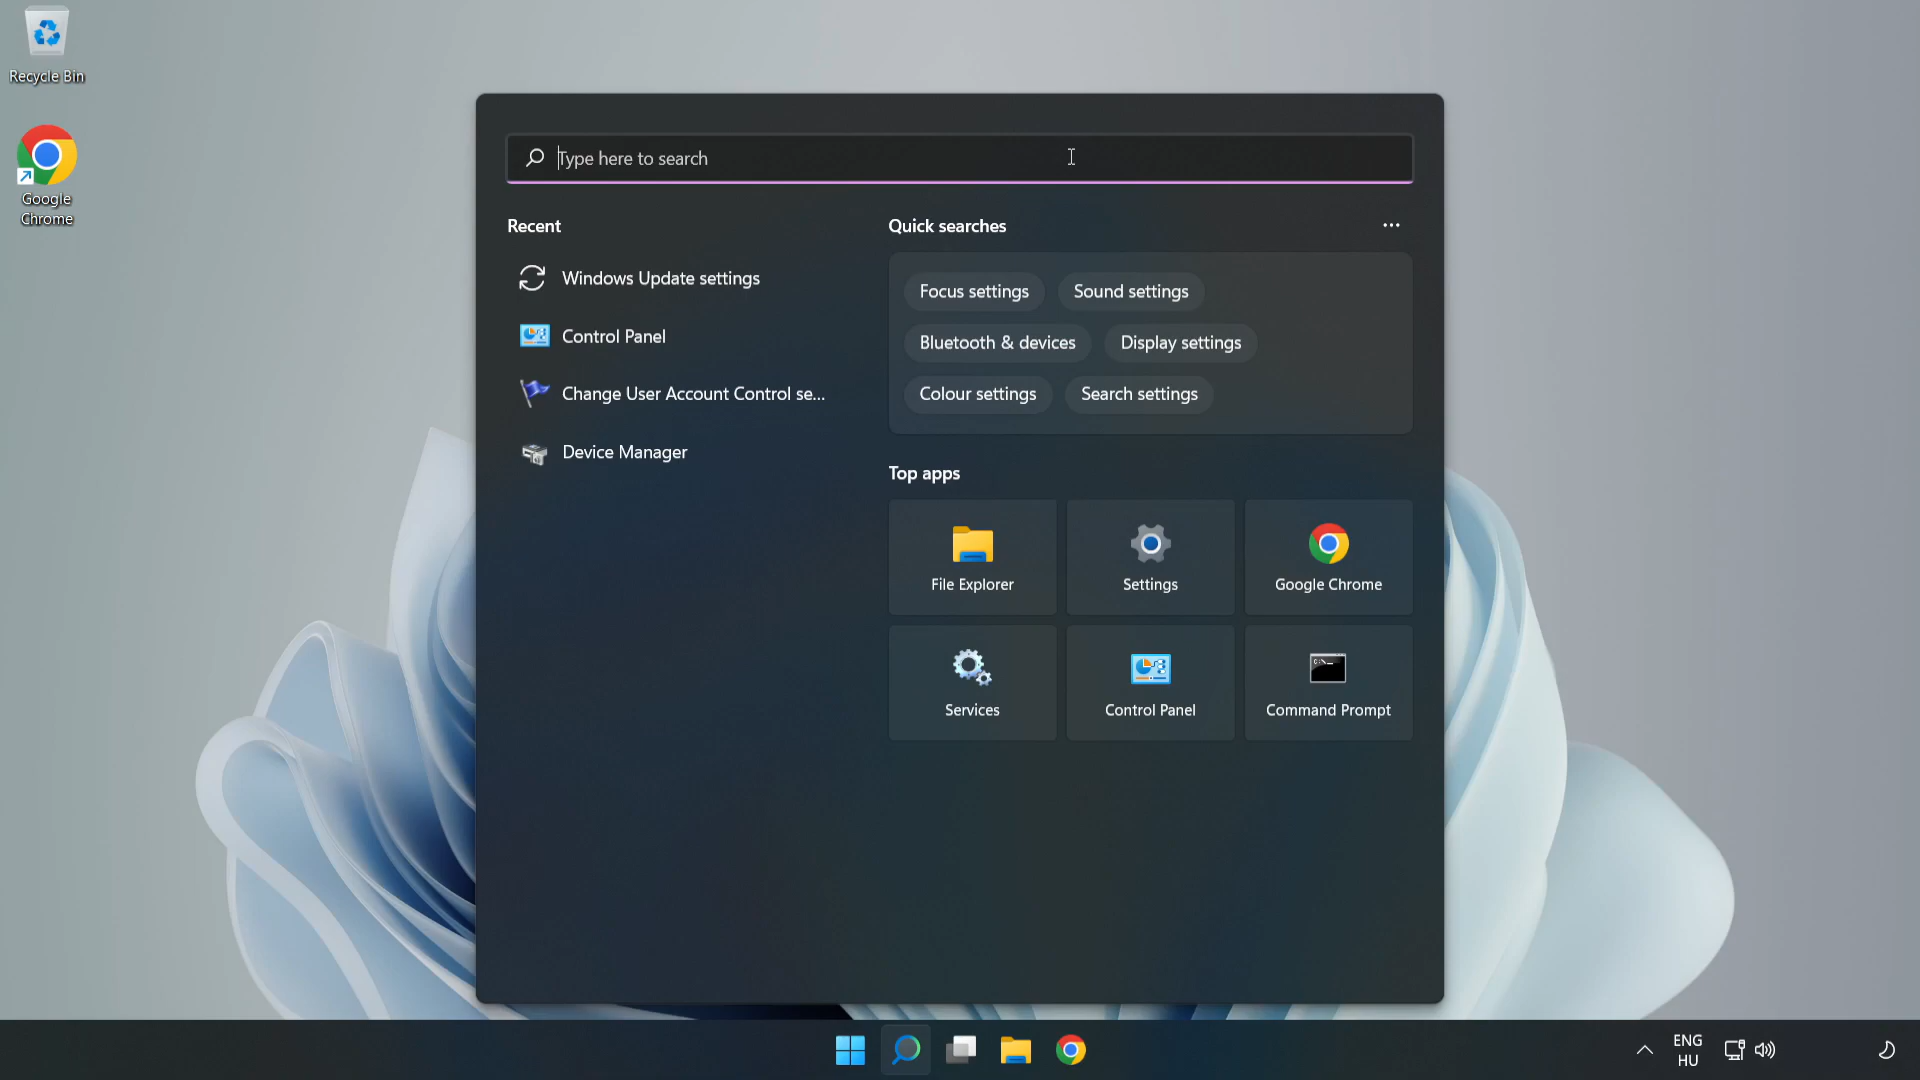 Recycle Bin
Google
Chrome
Type here to search
Recent
Windows Update settings
Control Panel
Change User Account Control se...
Device Manager
Quick searches
Focus settings
Sound settings
Bluetooth & devices
Display settings
Colour settings
Search settings
Top apps
File Explorer
Settings
Google Chrome
Services
Control Panel
Command Prompt
ENG
HU